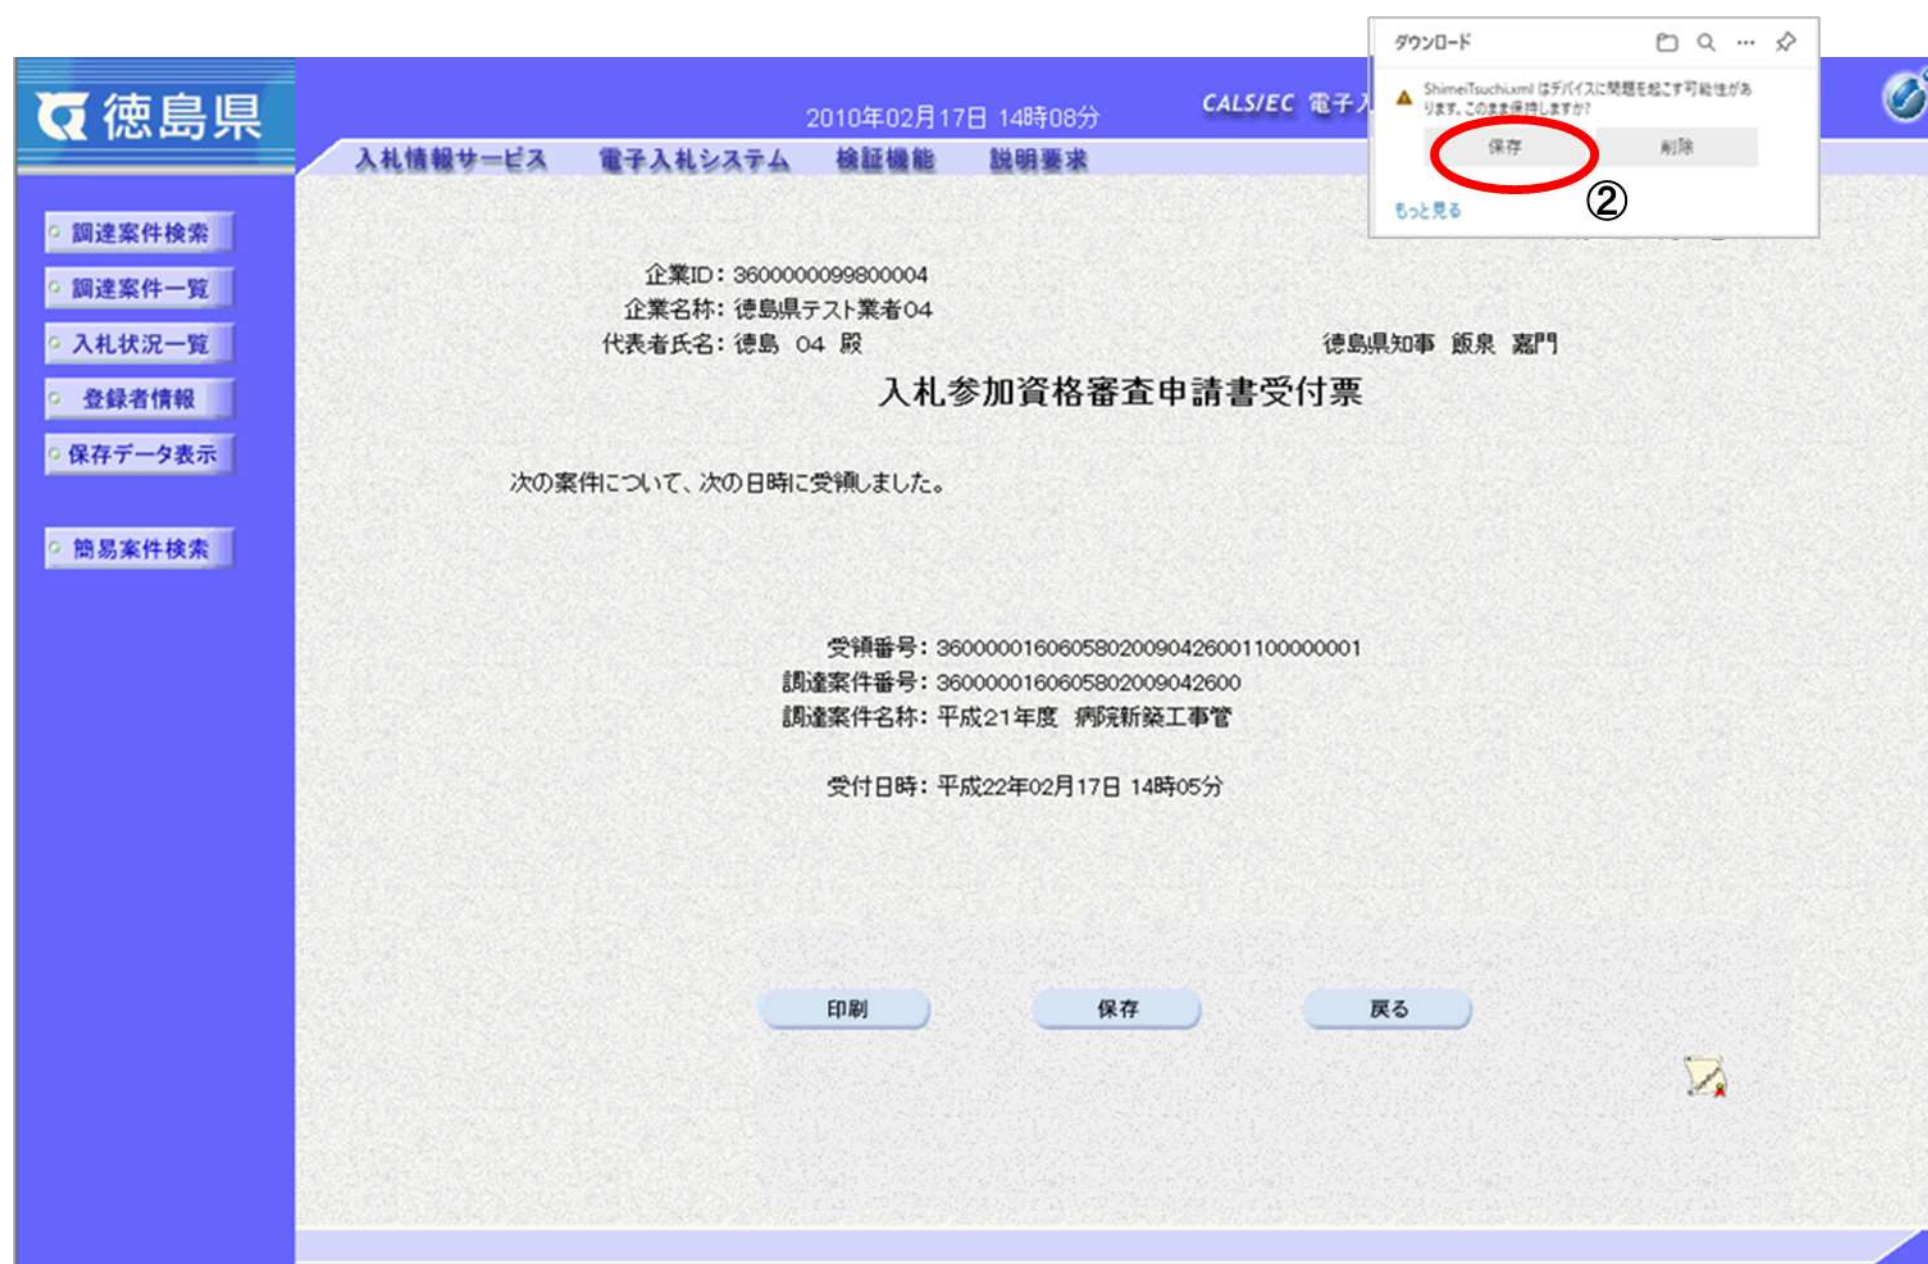 ダウンロード
ShimeiTsuchi.xml はデバイスに問題を起こす可能性があ
ります。このまま保持しますか?
保存 削除
②
もっと見る
徳島県
2010年02月17日 14時08分
CALS/EC 電子入
入札情報サービス 電子入札システム 検証機能 説明要求
調達案件検索
調達案件一覧
入札状況一覧
登録者情報
保存データ表示
簡易案件検索
企業ID:3600000099800004
企業名称:徳島県テスト業者04
代表者氏名:徳島 04 殿
徳島県知事 飯泉 嘉門
入札参加資格審査申請書受付票
次の案件について、次の日時に受領しました。
受領番号:360000016060580200904260011​00000001
調達案件番号:3600000160605802009042600
調達案件名称:平成21年度 病院新築工事管
受付日時:平成22年02月17日 14時05分
印刷 保存 戻る